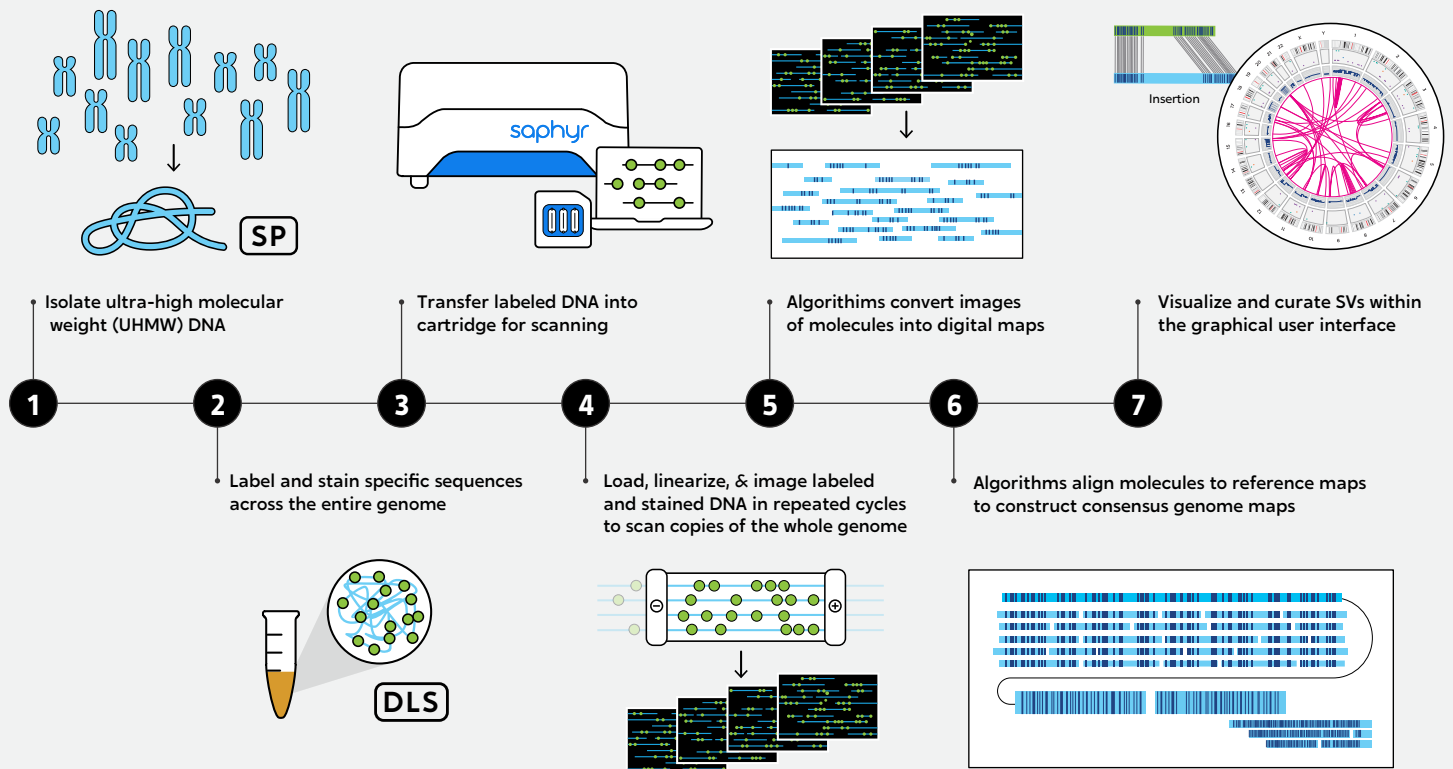 saphyr
SP
Insertion
Isolate ultra-high molecular
weight (UHMW) DNA
Transfer labeled DNA into
cartridge for scanning
Algorithims convert images
of molecules into digital maps
Visualize and curate SVs within
the graphical user interface
1
2
3
4
5
6
7
Label and stain specific sequences
across the entire genome
Load, linearize, & image labeled
and stained DNA in repeated cycles
to scan copies of the whole genome
Algorithms align molecules to reference maps
to construct consensus genome maps
DLS